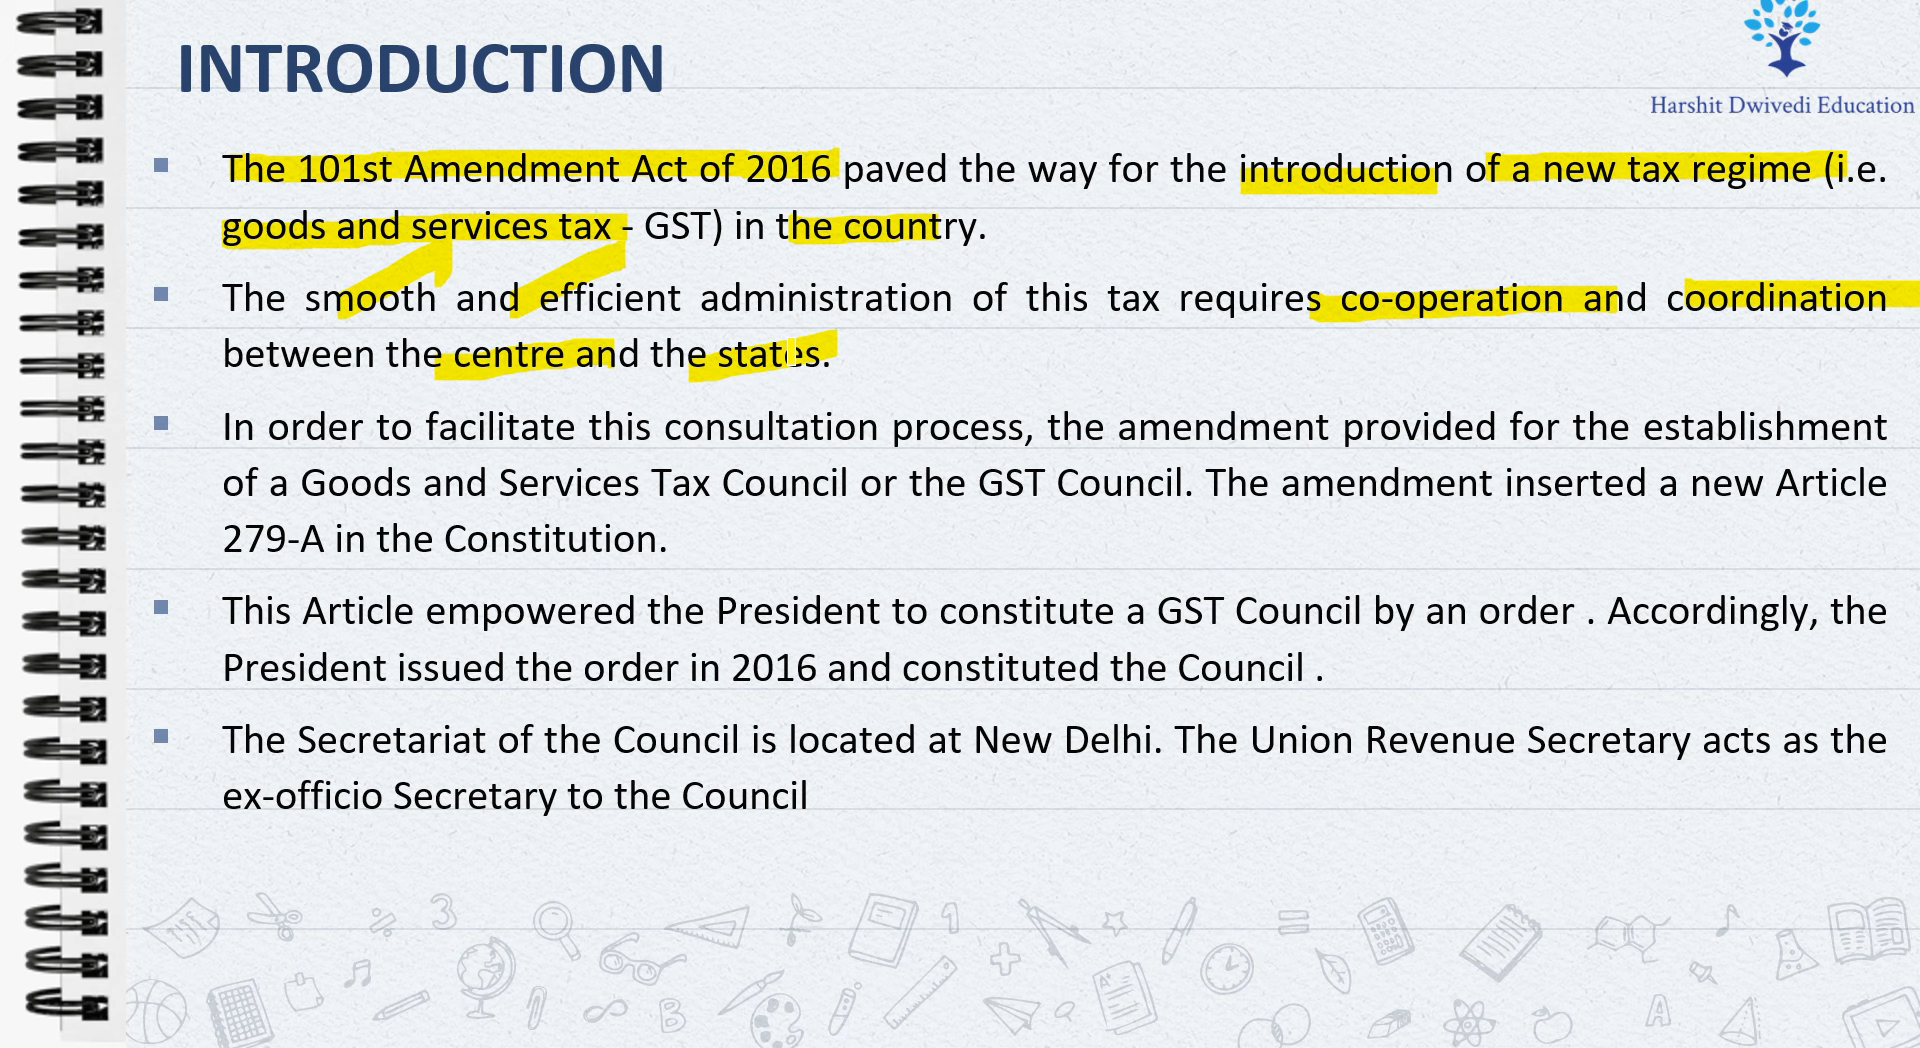 INTRODUCTION
Harshit Dwivedi Education
The 101st Amendment Act of 2016 paved the way for the introduction of a new tax regime (i.e.
goods and services tax - GST) in the country.
The smooth and efficient administration of this tax requires co-operation and coordination
between the centre and the states.
In order to facilitate this consultation process, the amendment provided for the establishment
of a Goods and Services Tax Council or the GST Council. The amendment inserted a new Article
279-A in the Constitution.
This Article empowered the President to constitute a GST Council by an order . Accordingly, the
President issued the order in 2016 and constituted the Council .
The Secretariat of the Council is located at New Delhi. The Union Revenue Secretary acts as the
ex-officio Secretary to the Council